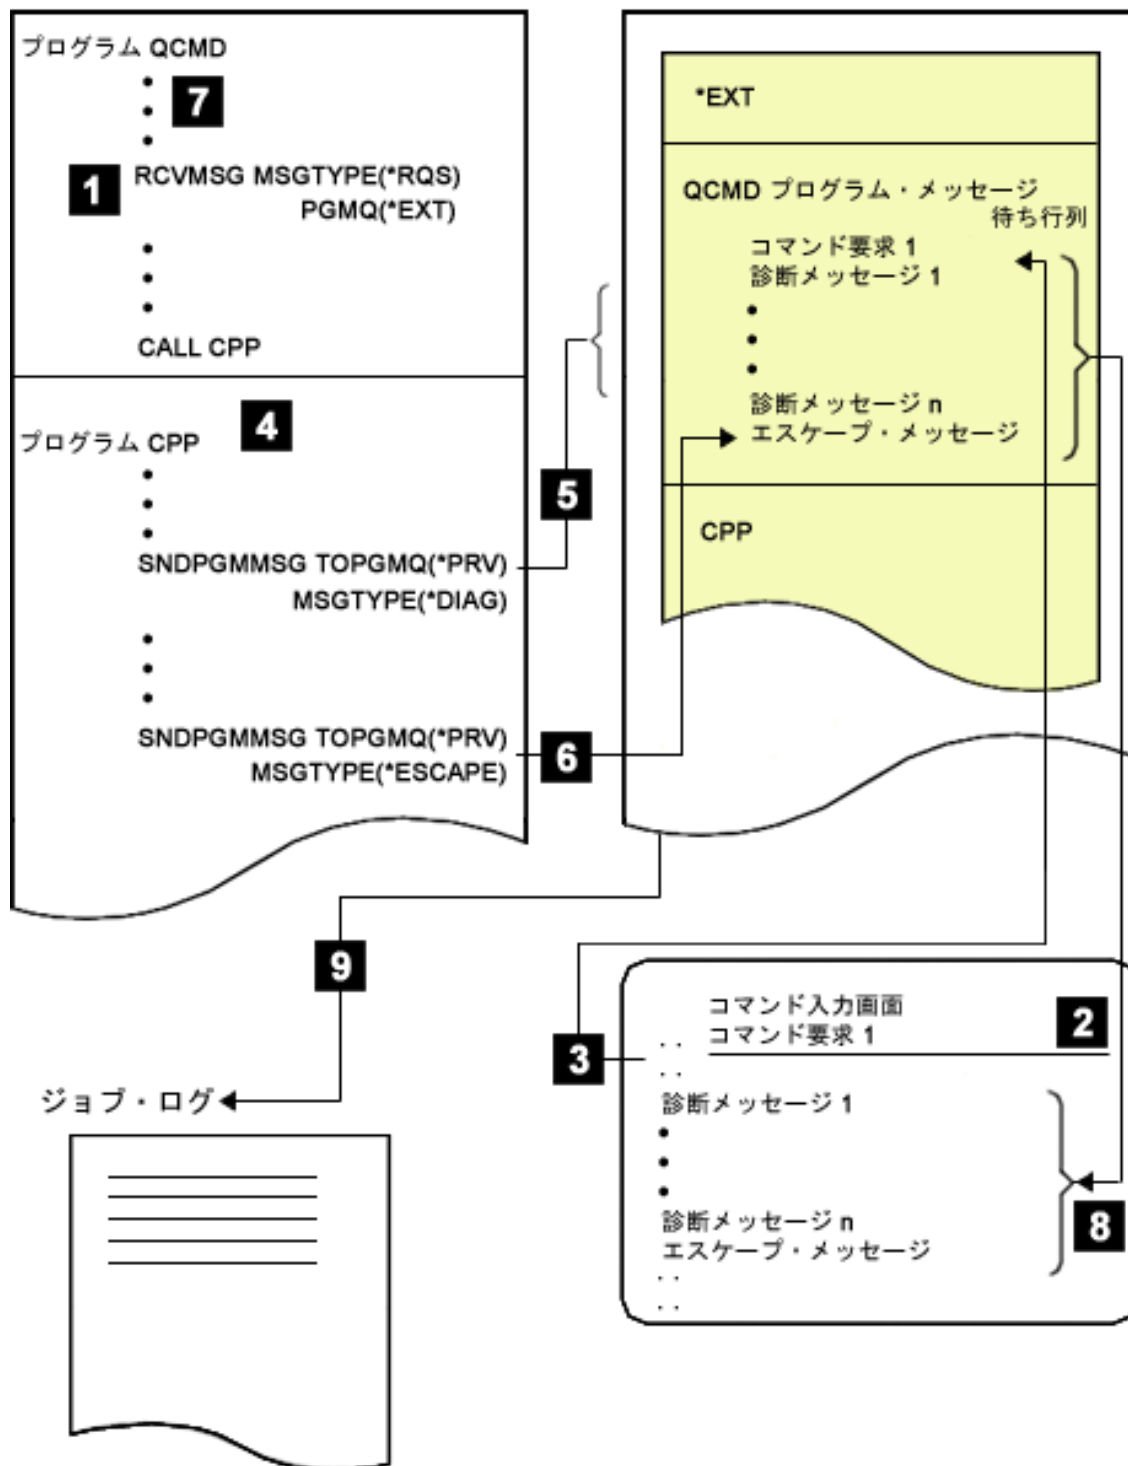 プログラム QCMD
7
1
RCVMSG MSGTYPE(*RQS)
PGMQ(*EXT)
CALL CPP
4
プログラム CPP
5
SNDPGMMSG TOPGMQ(*PRV)
MSGTYPE(*DIAG)
SNDPGMMSG TOPGMQ(*PRV)
6
MSGTYPE(*ESCAPE)
*EXT
QCMD プログラム・メッセージ
待ち行列
コマンド要求 1
診断メッセージ 1
診断メッセージ n
エスケープ・メッセージ
CPP
9
ジョブ・ログ
コマンド入力画面
2
コマンド要求 1
3
診断メッセージ 1
診断メッセージ n
8
エスケープ・メッセージ